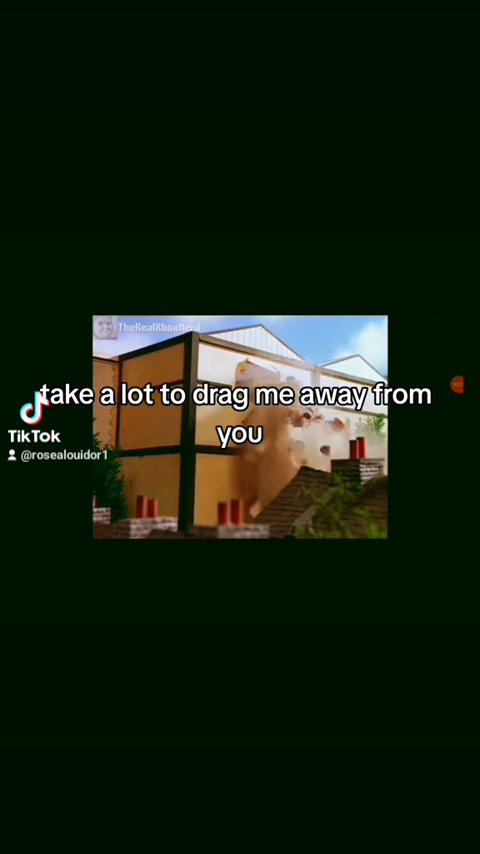 TheRealXboxNerd
take a lot to drag me away from
you
TikTok
@rosealouidor1